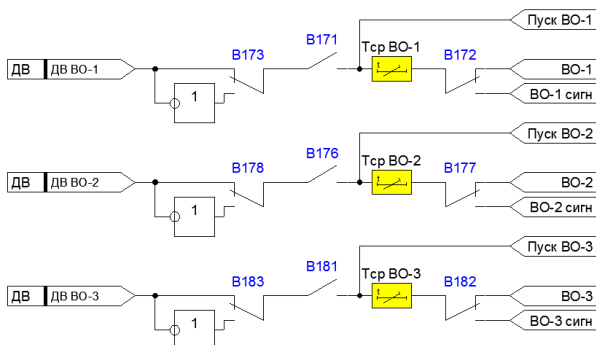 Пуск ВО-1
В171
В173
Тср ВО-1
В172
ДВ ДВ ВО-1
t
ВО-1
1
ВО-1 сигн
Пуск ВО-2
В176
В178
Тср ВО-2
В177
ДВ ДВ ВО-2
t
ВО-2
1
ВО-2 сигн
Пуск ВО-3
В181
В183
Тср ВО-3
В182
ДВ ДВ ВО-3
t
ВО-3
1
ВО-3 сигн